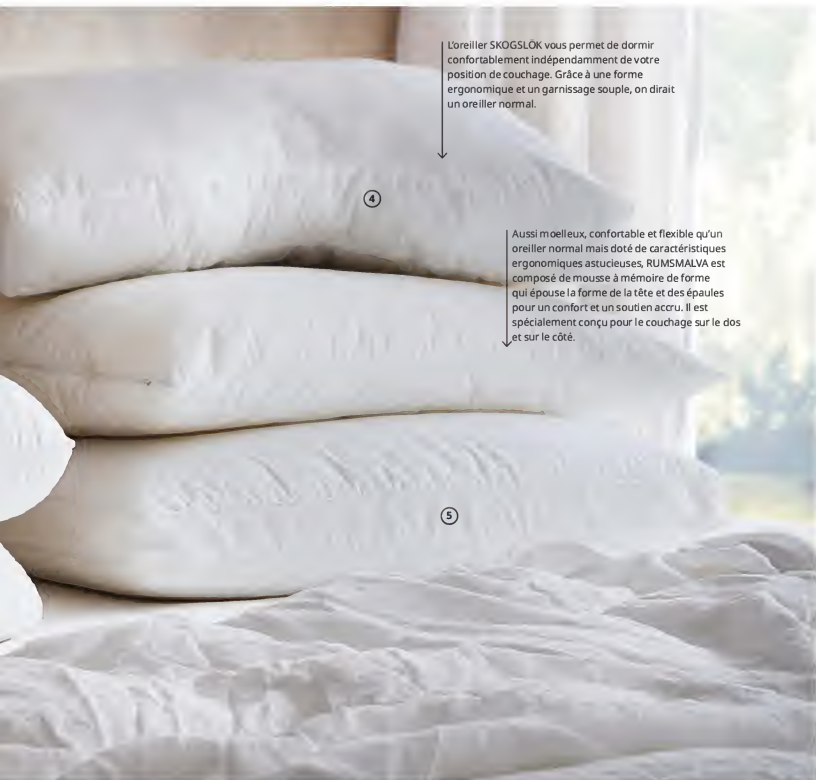 L'oreiller SKOGSLÖK vous permet de dormir
confortablement indépendamment de votre
position de couchage. Grâce à une forme
ergonomique et un garnissage souple, on dirait
un oreiller normal.
4
Aussi moelleux, confortable et flexible qu'un
oreiller normal mais doté de caractéristiques
ergonomiques astucieuses, RUMSMALVA est
composé de mousse à mémoire de forme
qui épouse la forme de la tête et des épaules
pour un confort et un soutien accru. Il est
spécialement conçu pour le couchage sur le dos
et sur le côté.
5